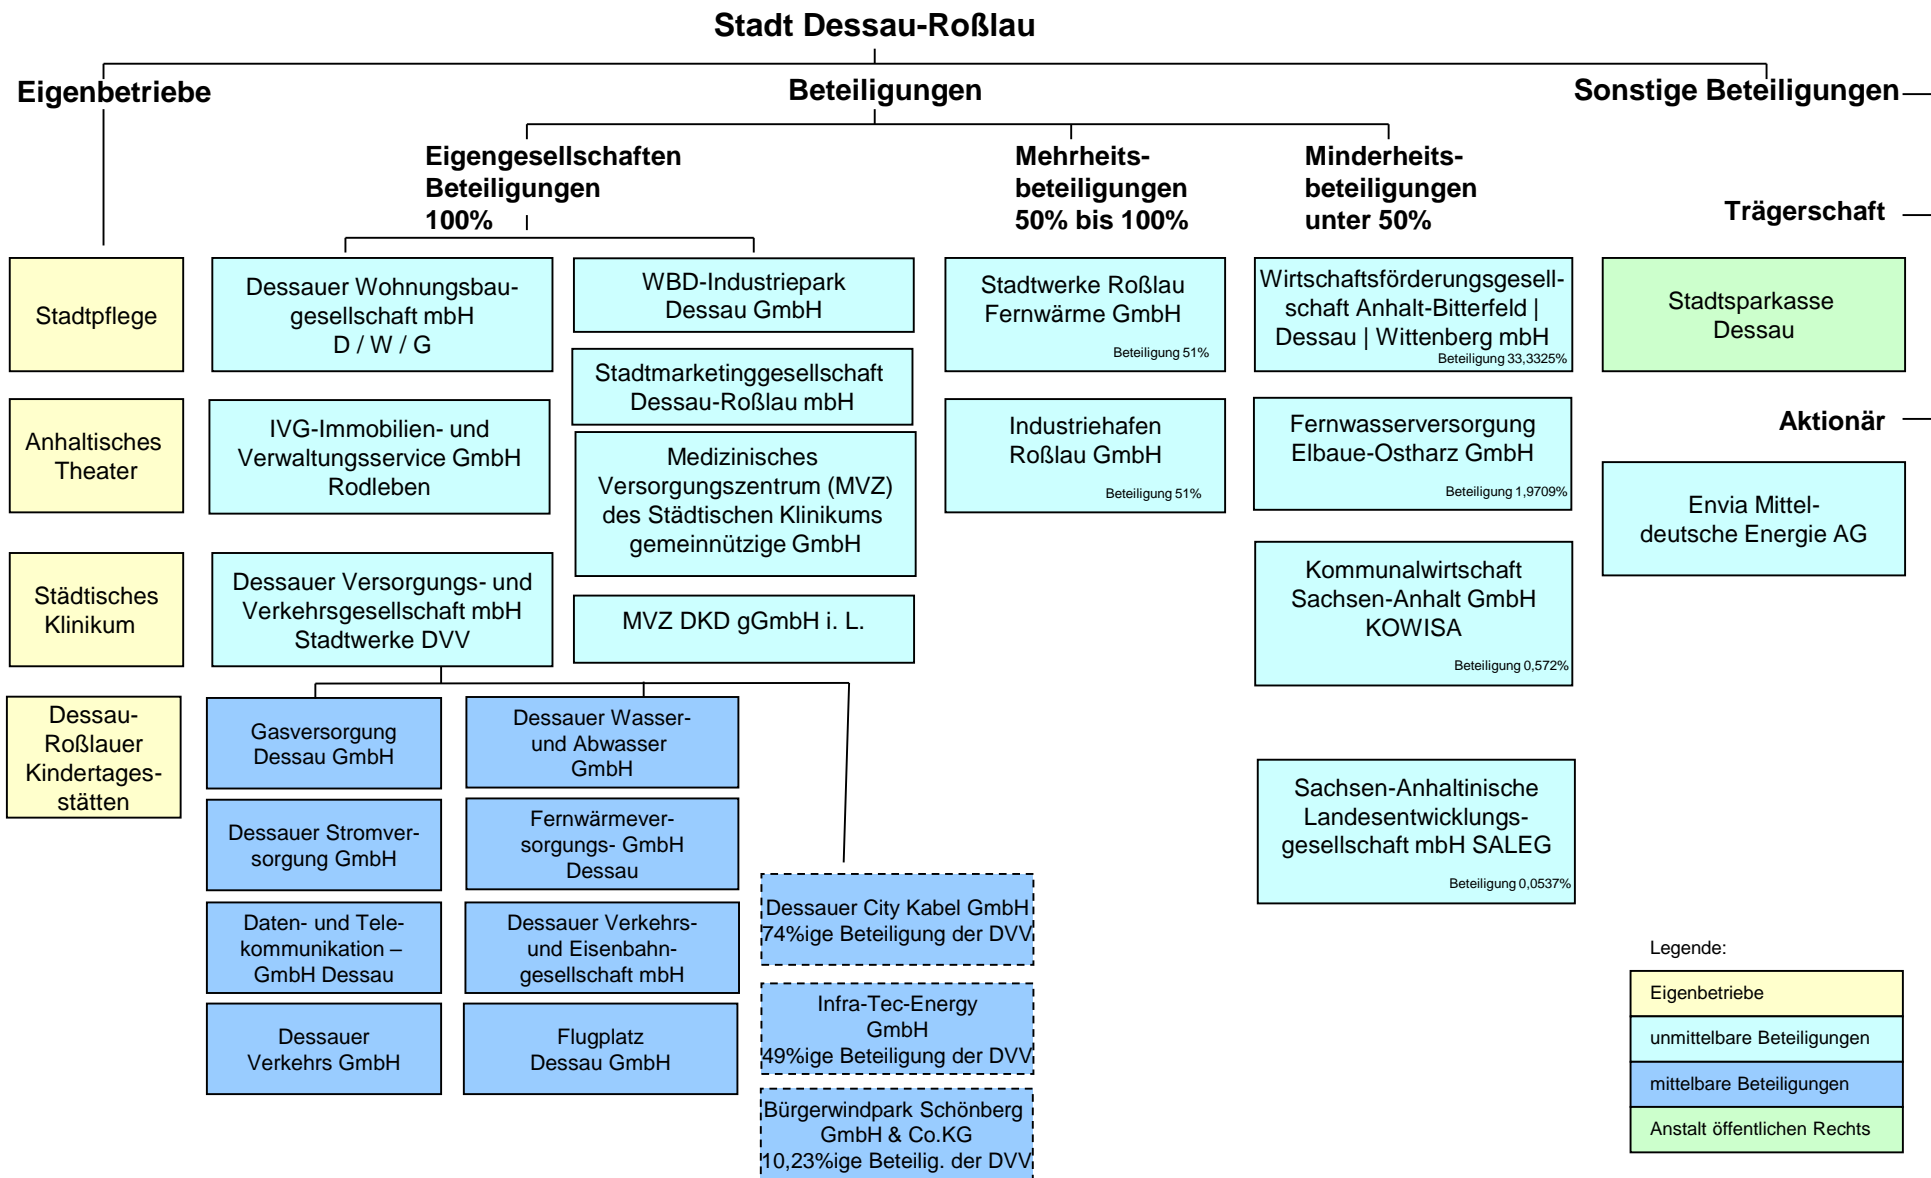 Stadt Dessau-Roßlau
Eigenbetriebe
Beteiligungen
Sonstige Beteiligungen
Eigengesellschaften
Beteiligungen
100%
Mehrheits-
beteiligungen
50% bis 100%
Minderheits-
beteiligungen
unter 50%
Trägerschaft
Stadtpflege
Anhaltisches
Theater
Städtisches
Klinikum
Dessau-
Roßlauer
Kindertages-
stätten
Dessauer Wohnungsbau-
gesellschaft mbH
D / W / G
IVG-Immobilien- und
Verwaltungsservice GmbH
Rodleben
Dessauer Versorgungs- und
Verkehrsgesellschaft mbH
Stadtwerke DVV
WBD-Industriepark
Dessau GmbH
Stadtmarketinggesellschaft
Dessau-Roßlau mbH
Medizinisches
Versorgungszentrum (MVZ)
des Städtischen Klinikums
gemeinnützige GmbH
MVZ DKD gGmbH i. L.
Gasversorgung
Dessau GmbH
Dessauer Stromver-
sorgung GmbH
Daten- und Tele-
kommunikation –
GmbH Dessau
Dessauer
Verkehrs GmbH
Dessauer Wasser-
und Abwasser
GmbH
Fernwärmever-
sorgungs- GmbH
Dessau
Dessauer Verkehrs-
und Eisenbahn-
gesellschaft mbH
Flugplatz
Dessau GmbH
Dessauer City Kabel GmbH
74%ige Beteiligung der DVV
Infra-Tec-Energy
GmbH
49%ige Beteiligung der DVV
Bürgerwindpark Schönberg
GmbH & Co.KG
10,23%ige Beteilig. der DVV
Stadtwerke Roßlau
Fernwärme GmbH
Beteiligung 51%
Industriehafen
Roßlau GmbH
Beteiligung 51%
Wirtschaftsförderungsgesell-
schaft Anhalt-Bitterfeld |
Dessau | Wittenberg mbH
Beteiligung 33,3325%
Fernwasserversorgung
Elbaue-Ostharz GmbH
Beteiligung 1,9709%
Kommunalwirtschaft
Sachsen-Anhalt GmbH
KOWISA
Beteiligung 0,572%
Sachsen-Anhaltinische
Landesentwicklungs-
gesellschaft mbH SALEG
Beteiligung 0,0537%
Stadtsparkasse
Dessau
Aktionär
Envia Mittel-
deutsche Energie AG
Legende:
Eigenbetriebe
unmittelbare Beteiligungen
mittelbare Beteiligungen
Anstalt öffentlichen Rechts